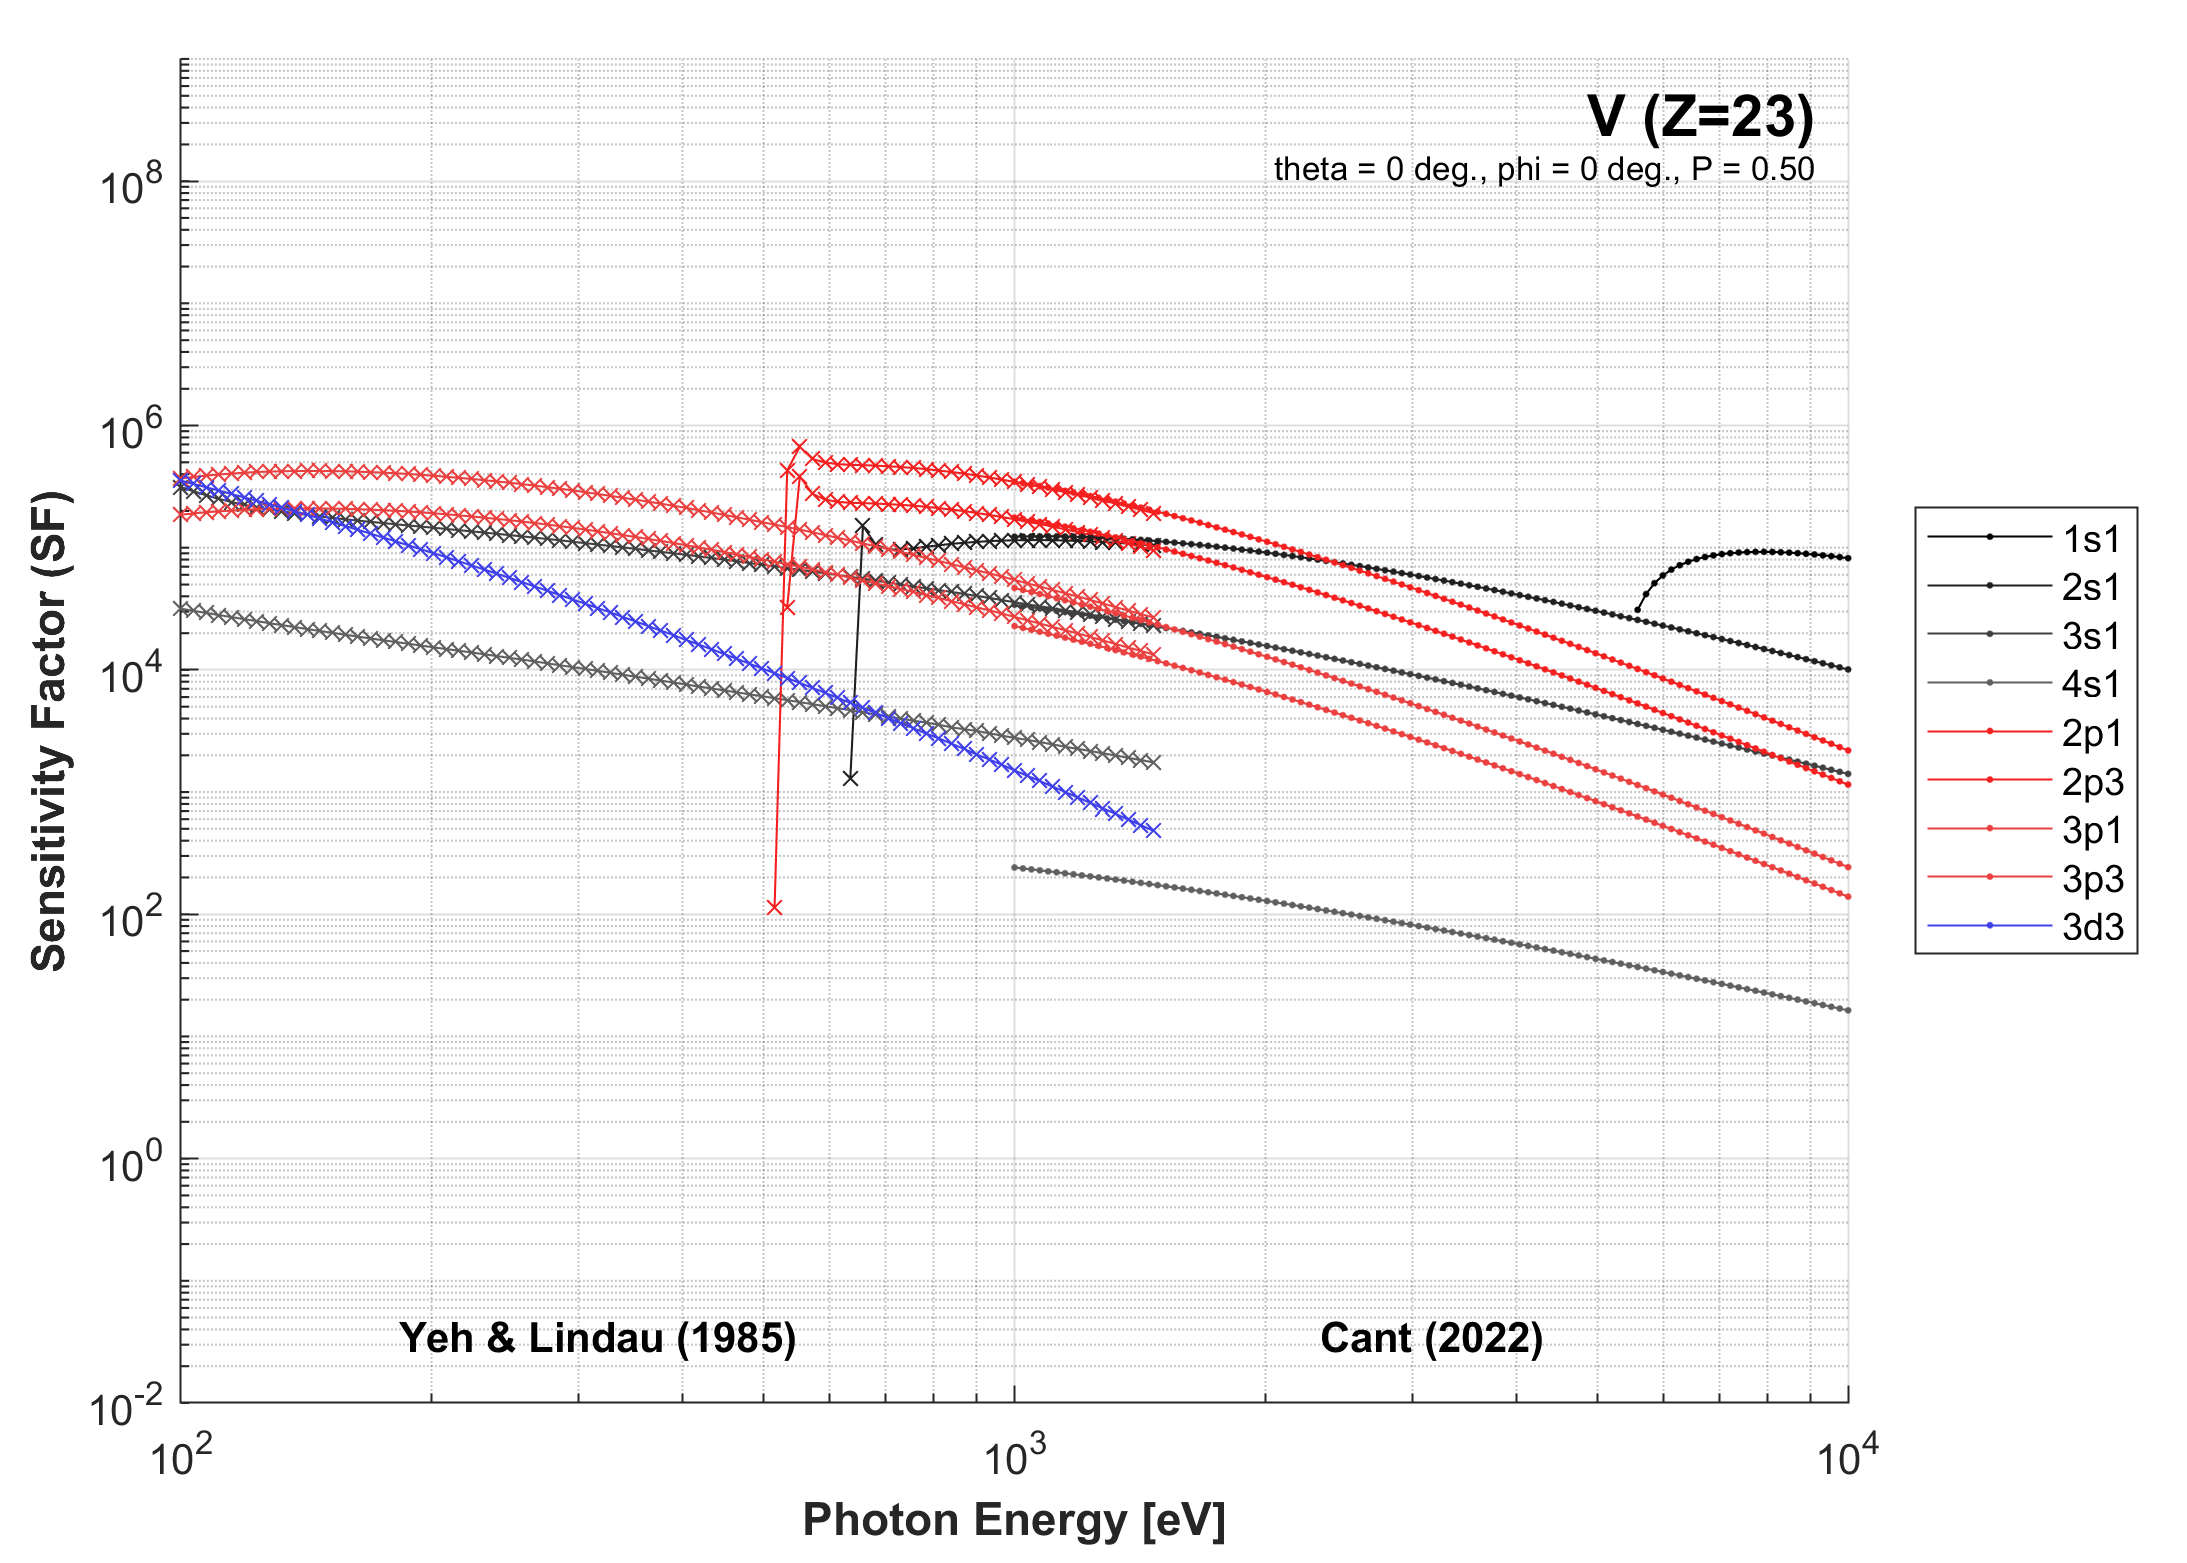 V (Z=23)
theta = 0 deg., phi = 0 deg., P = 0.50
Sensitivity Factor (SF)
10^8
10^6
10^4
10^2
10^0
10^-2
1s1
2s1
3s1
4s1
2p1
2p3
3p1
3p3
3d3
Yeh & Lindau (1985)
Cant (2022)
10^2
10^3
10^4
Photon Energy [eV]